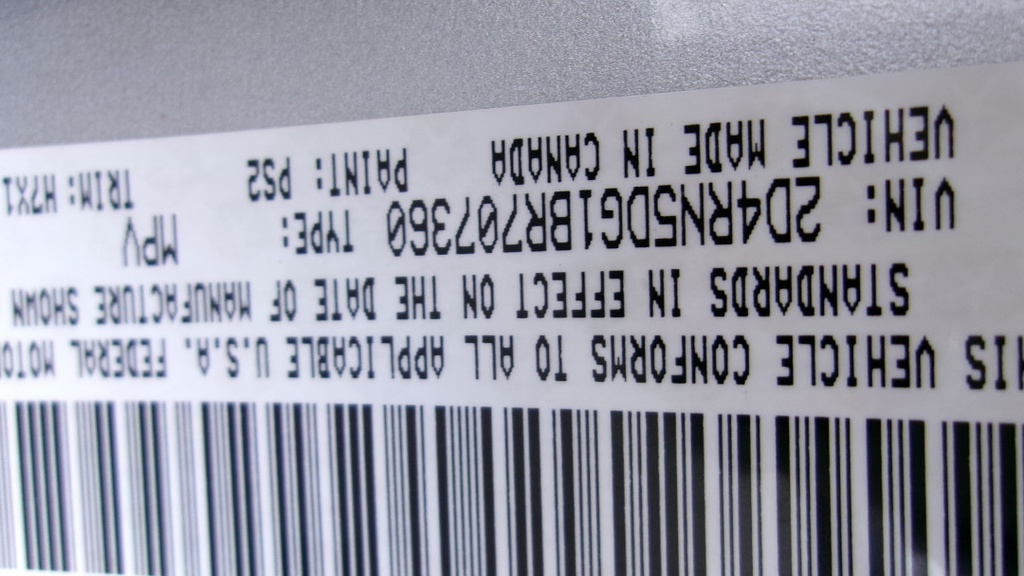 HIS VEHICLE CONFORMS TO ALL APPLICABLE U.S.A. FEDERAL MOTO
STANDARDS IN EFFECT ON THE DATE OF MANUFACTURE SHOWN
VIN: 2D4RN5DG1BR707360 TYPE: MPV
VEHICLE MADE IN CANADA PAINT: PS2 TRIM: H7X1